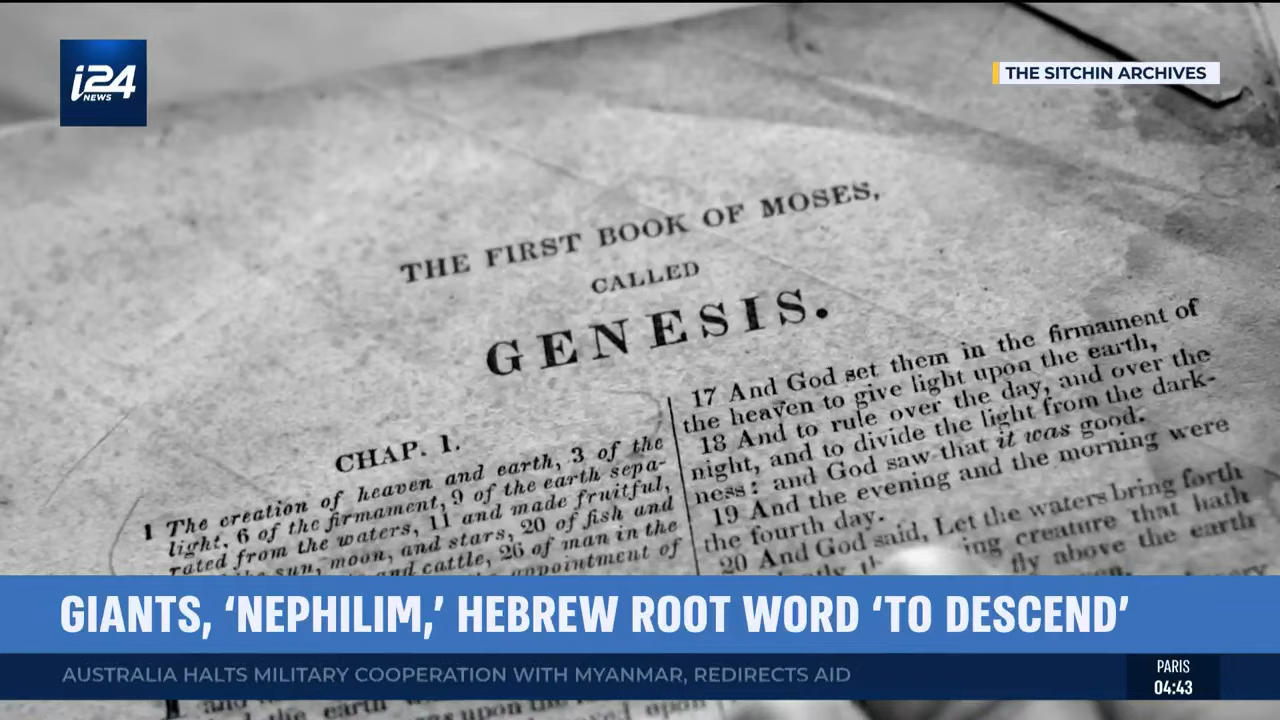 i24
NEWS
THE SITCHIN ARCHIVES
THE FIRST BOOK OF MOSES,
CALLED
GENESIS.
CHAP. 1.
1 The creation of heaven and earth, 3 of the
light, 6 of the firmament, 9 of the earth sepa-
rated from the waters, 11 and made fruitful,
the sun, moon, and stars, 20 of fish and
and cattle, 26 of man in the
appointment of
17 And God set them in the firmament of
the heaven to give light upon the earth,
18 And to rule over the day, and over the
night, and to divide the light from the dark-
ness: and God saw that it was good.
19 And the evening and the morning were
the fourth day.
20 And God said, Let the waters bring forth
creature that hath
fly above the earth
GIANTS, ‘NEPHILIM,’ HEBREW ROOT WORD ‘TO DESCEND’
AUSTRALIA HALTS MILITARY COOPERATION WITH MYANMAR, REDIRECTS AID
PARIS
04:43
the earth